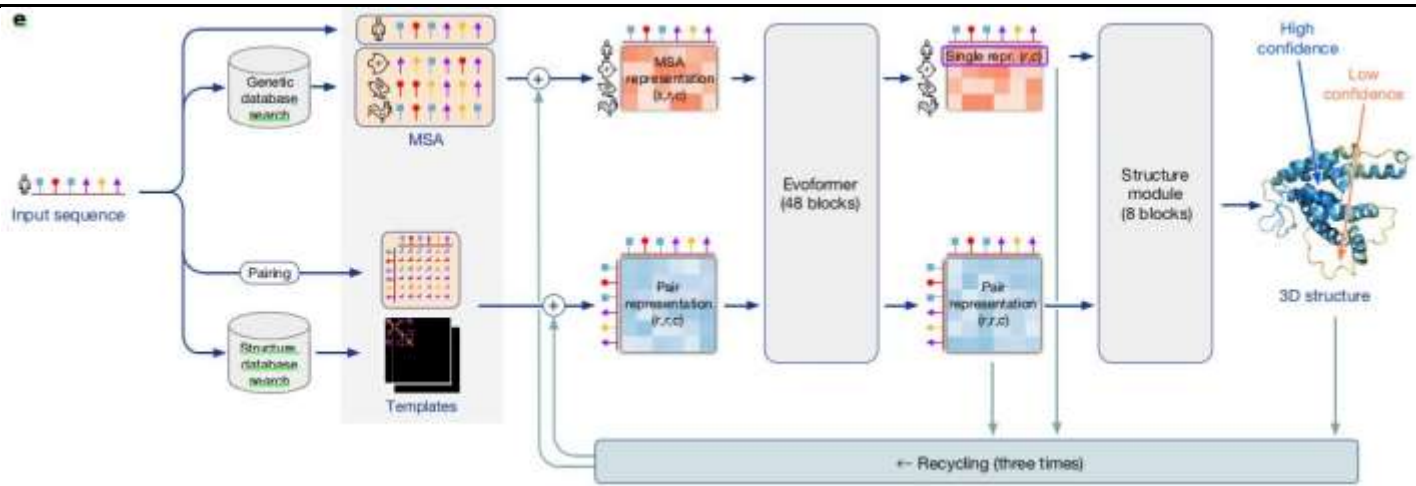 e
Input sequence
Genetic
database
search
MSA
Pairing
Structure
database
search
Templates
MSA
representation
(s,r,c)
Pair
representation
(r,r,c)
Evoformer
(48 blocks)
Single repr. (r,c)
Pair
representation
(r,r,c)
Structure
module
(8 blocks)
High
confidence
Low
confidence
3D structure
← Recycling (three times)